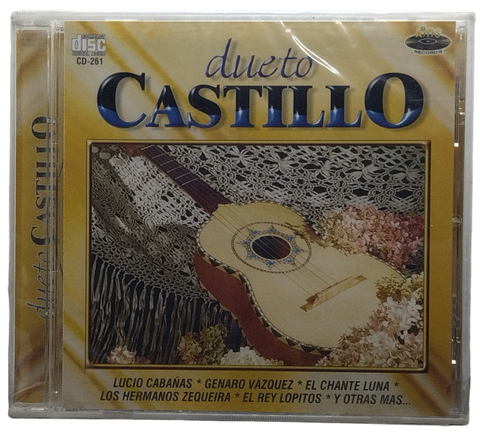 disc
CD-261
dueto
CASTILLO
RECORDS
dueto CASTILLO
LUCIO CABAÑAS * GENARO VAZQUEZ * EL CHANTE LUNA *
LOS HERMANOS ZEQUEIRA * EL REY LOPITOS * Y OTRAS MAS...